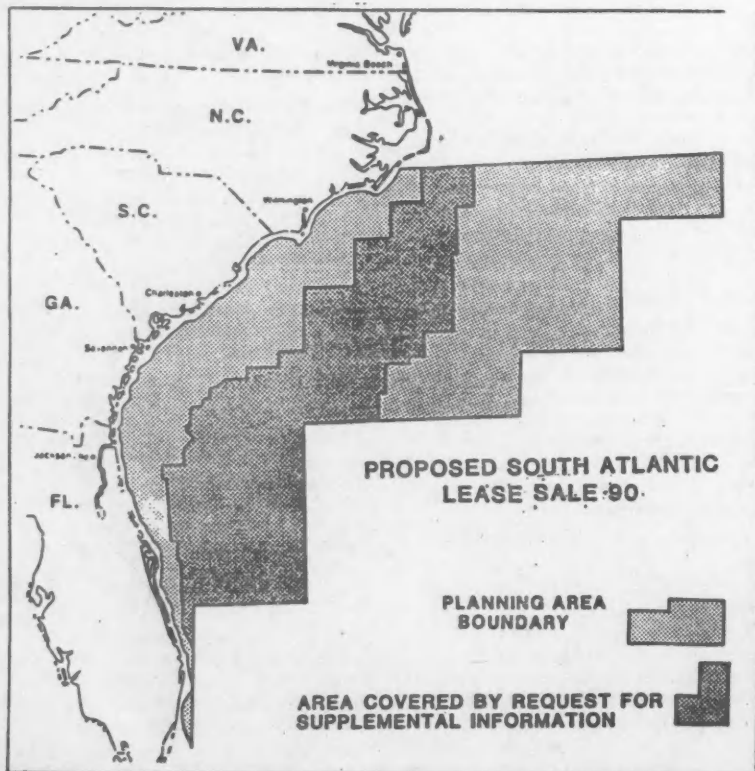 VA.
Virginia Beach
N.C.
Wilmington
S.C.
Charleston
GA.
Savannah
FL.
PROPOSED SOUTH ATLANTIC
LEASE SALE 90
PLANNING AREA
BOUNDARY
AREA COVERED BY REQUEST FOR
SUPPLEMENTAL INFORMATION